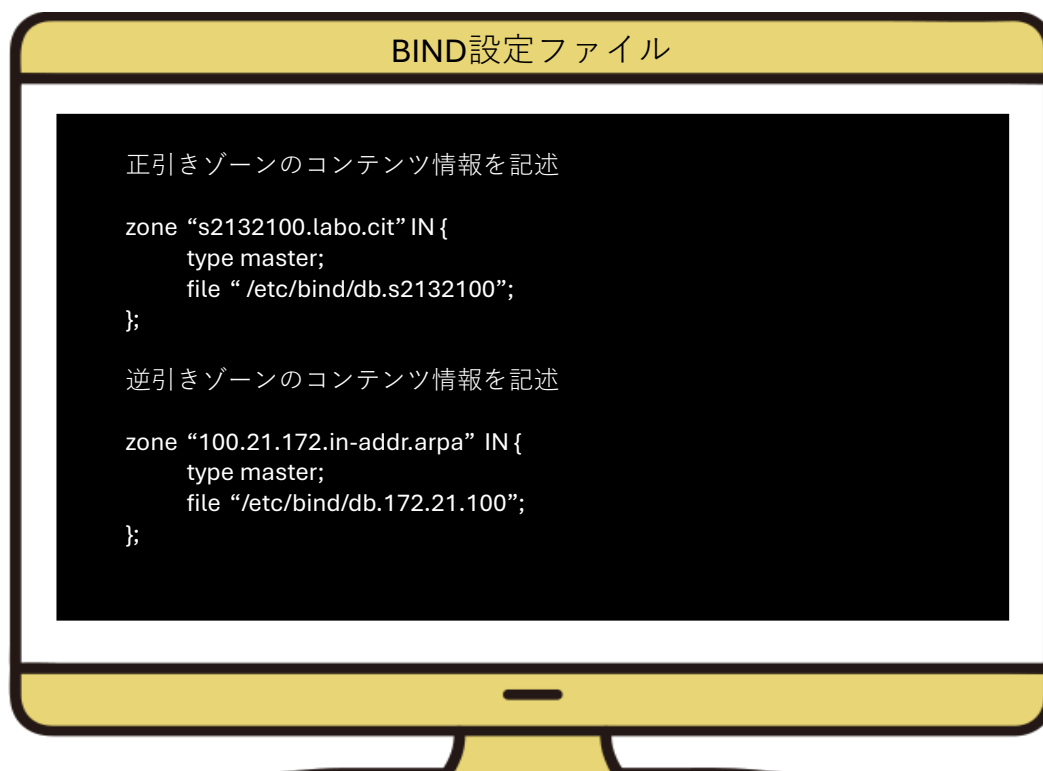 BIND設定ファイル
正引きゾーンのコンテンツ情報を記述
zone “s2132100.labo.cit” IN {
type master;
file “ /etc/bind/db.s2132100”;
};
逆引きゾーンのコンテンツ情報を記述
zone “100.21.172.in-addr.arpa” IN {
type master;
file “/etc/bind/db.172.21.100”;
};